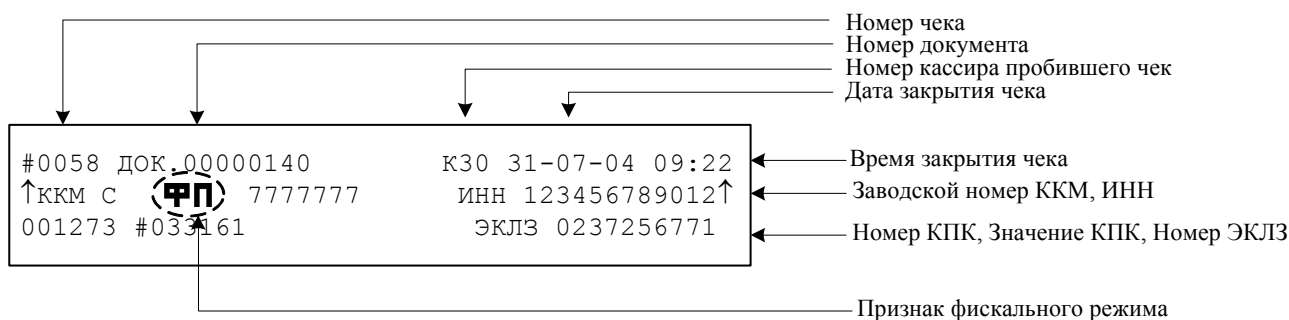 Номер чека
Номер документа
Номер кассира пробившего чек
Дата закрытия чека
#0058 ДОК.00000140 К30 31-07-04 09:22
Время закрытия чека
↑ККМ С ФП 7777777 ИНН 123456789012↑
Заводской номер ККМ, ИНН
001273 #033161 ЭКЛЗ 0237256771
Номер КПК, Значение КПК, Номер ЭКЛЗ
Признак фискального режима